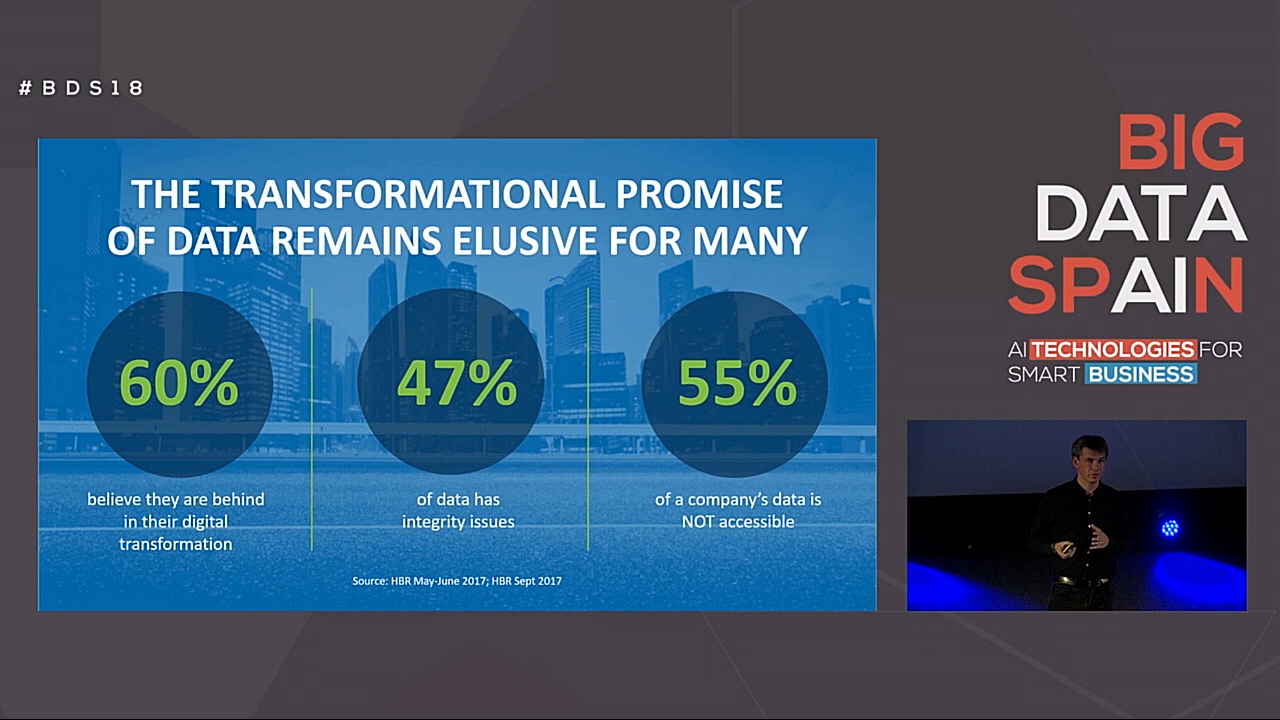 #BDS18
THE TRANSFORMATIONAL PROMISE
OF DATA REMAINS ELUSIVE FOR MANY
60%
believe they are behind
in their digital
transformation
47%
of data has
integrity issues
55%
of a company's data is
NOT accessible
Source: HBR May-June 2017; HBR Sept 2017
BIG
DATA
SPAIN
AI TECHNOLOGIES FOR
SMART BUSINESS